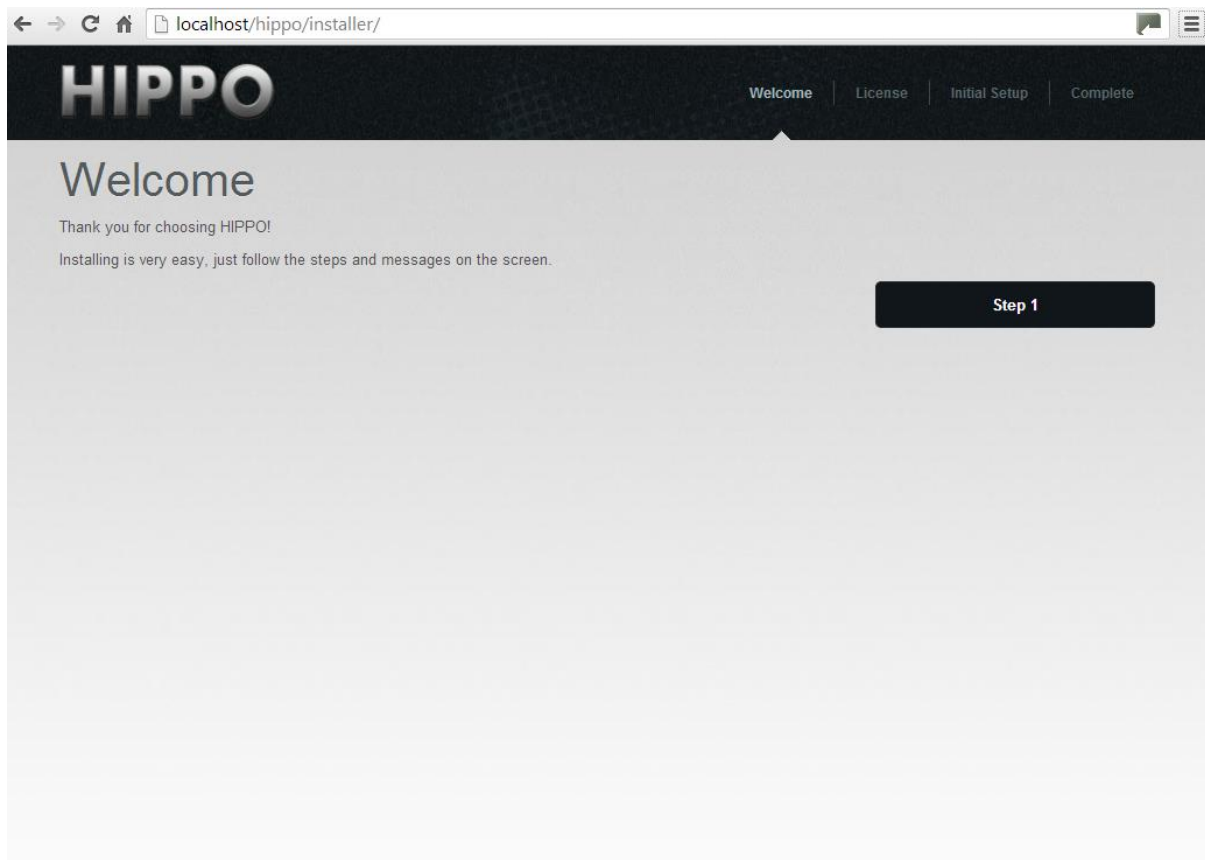 localhost/hippo/installer/
HIPPO
Welcome
License
Initial Setup
Complete
Welcome
Thank you for choosing HIPPO!
Installing is very easy, just follow the steps and messages on the screen.
Step 1